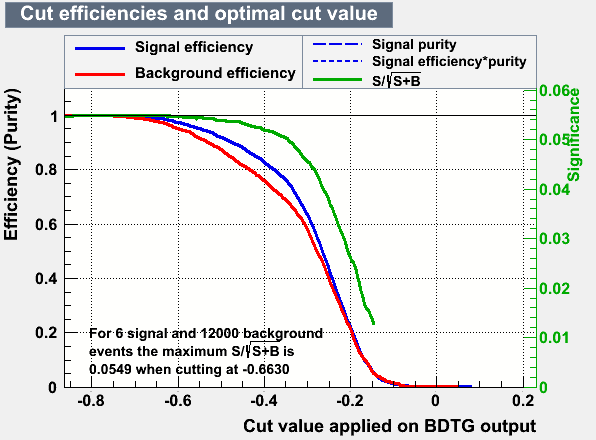 Cut efficiencies and optimal cut value
Signal efficiency
Background efficiency
Signal purity
Signal efficiency*purity
S/√S+B
Efficiency (Purity)
1
0.8
0.6
0.4
0.2
0
0.06
0.05
0.04
0.03
0.02
0.01
0
Significance
For 6 signal and 12000 background
events the maximum S/√S+B is
0.0549 when cutting at -0.6630
-0.8 -0.6 -0.4 -0.2 0 0.2
Cut value applied on BDTG output